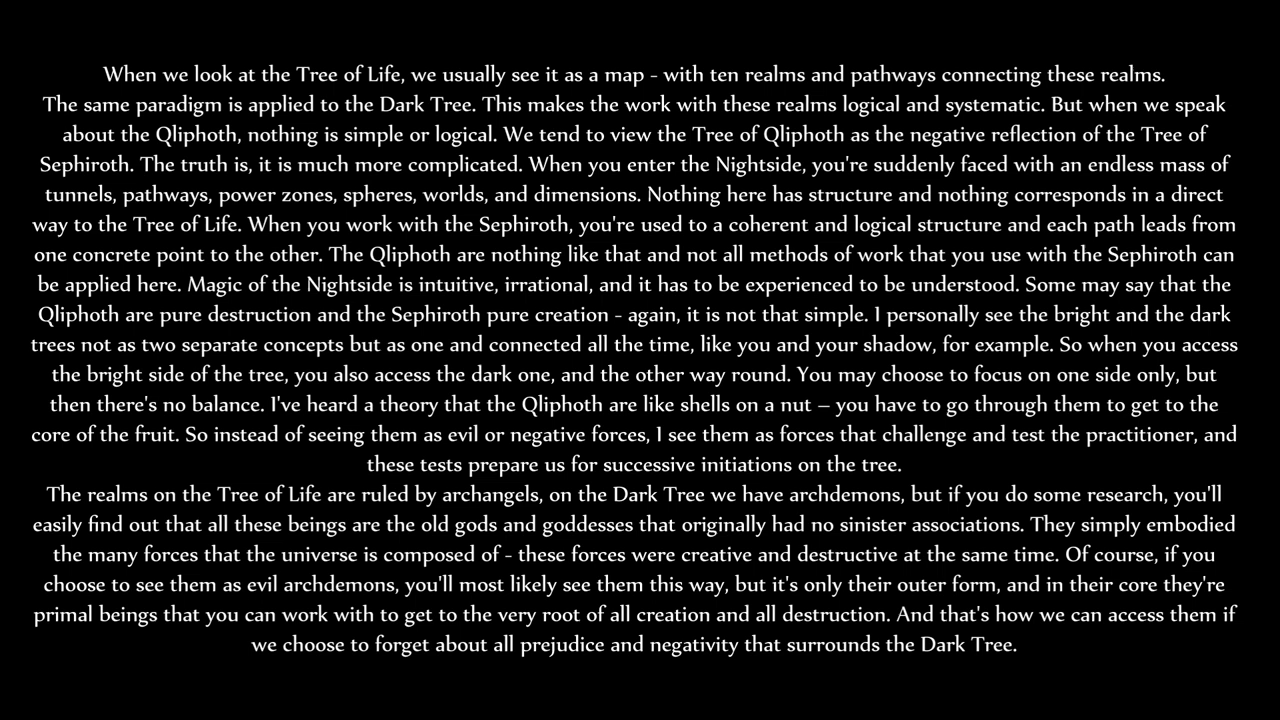 When we look at the Tree of Life, we usually see it as a map - with ten realms and pathways connecting these realms.
The same paradigm is applied to the Dark Tree. This makes the work with these realms logical and systematic. But when we speak
about the Qliphoth, nothing is simple or logical. We tend to view the Tree of Qliphoth as the negative reflection of the Tree of
Sephiroth. The truth is, it is much more complicated. When you enter the Nightside, you're suddenly faced with an endless mass of
tunnels, pathways, power zones, spheres, worlds, and dimensions. Nothing here has structure and nothing corresponds in a direct
way to the Tree of Life. When you work with the Sephiroth, you're used to a coherent and logical structure and each path leads from
one concrete point to the other. The Qliphoth are nothing like that and not all methods of work that you use with the Sephiroth can
be applied here. Magic of the Nightside is intuitive, irrational, and it has to be experienced to be understood. Some may say that the
Qliphoth are pure destruction and the Sephiroth pure creation - again, it is not that simple. I personally see the bright and the dark
trees not as two separate concepts but as one and connected all the time, like you and your shadow, for example. So when you access
the bright side of the tree, you also access the dark one, and the other way round. You may choose to focus on one side only, but
then there's no balance. I've heard a theory that the Qliphoth are like shells on a nut – you have to go through them to get to the
core of the fruit. So instead of seeing them as evil or negative forces, I see them as forces that challenge and test the practitioner, and
these tests prepare us for successive initiations on the tree.
The realms on the Tree of Life are ruled by archangels, on the Dark Tree we have archdemons, but if you do some research, you'll
easily find out that all these beings are the old gods and goddesses that originally had no sinister associations. They simply embodied
the many forces that the universe is composed of - these forces were creative and destructive at the same time. Of course, if you
choose to see them as evil archdemons, you'll most likely see them this way, but it's only their outer form, and in their core they're
primal beings that you can work with to get to the very root of all creation and all destruction. And that's how we can access them if
we choose to forget about all prejudice and negativity that surrounds the Dark Tree.